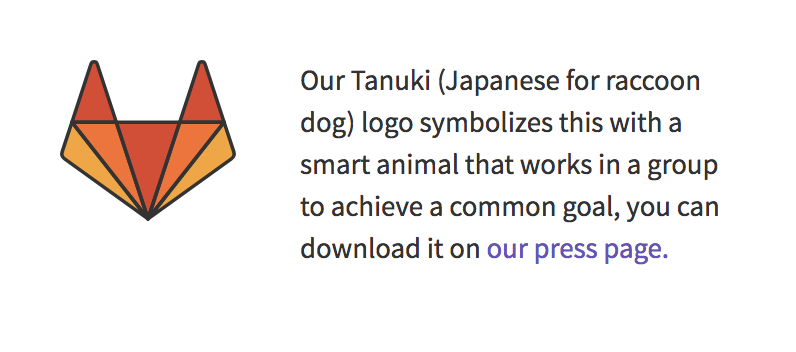 Our Tanuki (Japanese for raccoon
dog) logo symbolizes this with a
smart animal that works in a group
to achieve a common goal, you can
download it on our press page.